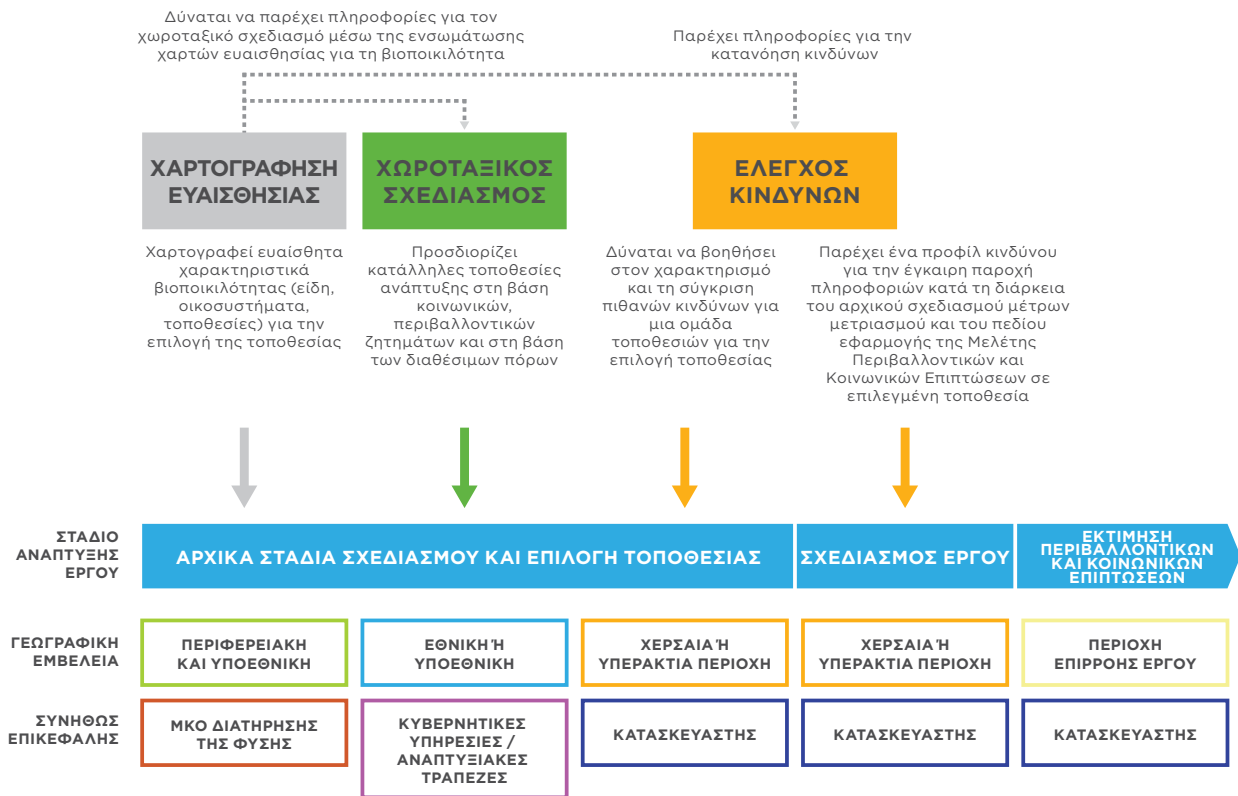 Δύναται να παρέχει πληροφορίες για τον
χωροταξικό σχεδιασμό μέσω της ενσωμάτωσης
χαρτών ευαισθησίας για τη βιοποικιλότητα
Παρέχει πληροφορίες για την
κατανόηση κινδύνων
ΧΑΡΤΟΓΡΑΦΗΣΗ
ΕΥΑΙΣΘΗΣΙΑΣ
ΧΩΡΟΤΑΞΙΚΟΣ
ΣΧΕΔΙΑΣΜΟΣ
ΕΛΕΓΧΟΣ
ΚΙΝΔΥΝΩΝ
Χαρτογραφεί ευαίσθητα
χαρακτηριστικά
βιοποικιλότητας (είδη,
οικοσυστήματα,
τοποθεσίες) για την
επιλογή της τοποθεσίας
Προσδιορίζει
κατάλληλες τοποθεσίες
ανάπτυξης στη βάση
κοινωνικών,
περιβαλλοντικών
ζητημάτων και στη βάση
των διαθέσιμων πόρων
Δύναται να βοηθήσει
στον χαρακτηρισμό
και τη σύγκριση
πιθανών κινδύνων για
μια ομάδα
τοποθεσιών για την
επιλογή τοποθεσίας
Παρέχει ένα προφίλ κινδύνου
για την έγκαιρη παροχή
πληροφοριών κατά τη διάρκεια
του αρχικού σχεδιασμού μέτρων
μετριασμού και του πεδίου
εφαρμογής της Μελέτης
Περιβαλλοντικών και
Κοινωνικών Επιπτώσεων σε
επιλεγμένη τοποθεσία
ΣΤΑΔΙΟ
ΑΝΑΠΤΥΞΗΣ
ΕΡΓΟΥ
ΑΡΧΙΚΑ ΣΤΑΔΙΑ ΣΧΕΔΙΑΣΜΟΥ ΚΑΙ ΕΠΙΛΟΓΗ ΤΟΠΟΘΕΣΙΑΣ
ΣΧΕΔΙΑΣΜΟΣ ΕΡΓΟΥ
ΕΚΤΙΜΗΣΗ
ΠΕΡΙΒΑΛΛΟΝΤΙΚΩΝ
ΚΑΙ ΚΟΙΝΩΝΙΚΩΝ
ΕΠΙΠΤΩΣΕΩΝ
ΓΕΩΓΡΑΦΙΚΗ
ΕΜΒΕΛΕΙΑ
ΠΕΡΙΦΕΡΕΙΑΚΗ
ΚΑΙ ΥΠΟΕΘΝΙΚΗ
ΕΘΝΙΚΗ Ή
ΥΠΟΕΘΝΙΚΗ
ΧΕΡΣΑΙΑ Ή
ΥΠΕΡΑΚΤΙΑ ΠΕΡΙΟΧΗ
ΧΕΡΣΑΙΑ Ή
ΥΠΕΡΑΚΤΙΑ ΠΕΡΙΟΧΗ
ΠΕΡΙΟΧΗ
ΕΠΙΡΡΟΗΣ ΕΡΓΟΥ
ΣΥΝΗΘΩΣ
ΕΠΙΚΕΦΑΛΗΣ
ΜΚΟ ΔΙΑΤΗΡΗΣΗΣ
ΤΗΣ ΦΥΣΗΣ
ΚΥΒΕΡΝΗΤΙΚΕΣ
ΥΠΗΡΕΣΙΕΣ /
ΑΝΑΠΤΥΞΙΑΚΕΣ
ΤΡΑΠΕΖΕΣ
ΚΑΤΑΣΚΕΥΑΣΤΗΣ
ΚΑΤΑΣΚΕΥΑΣΤΗΣ
ΚΑΤΑΣΚΕΥΑΣΤΗΣ